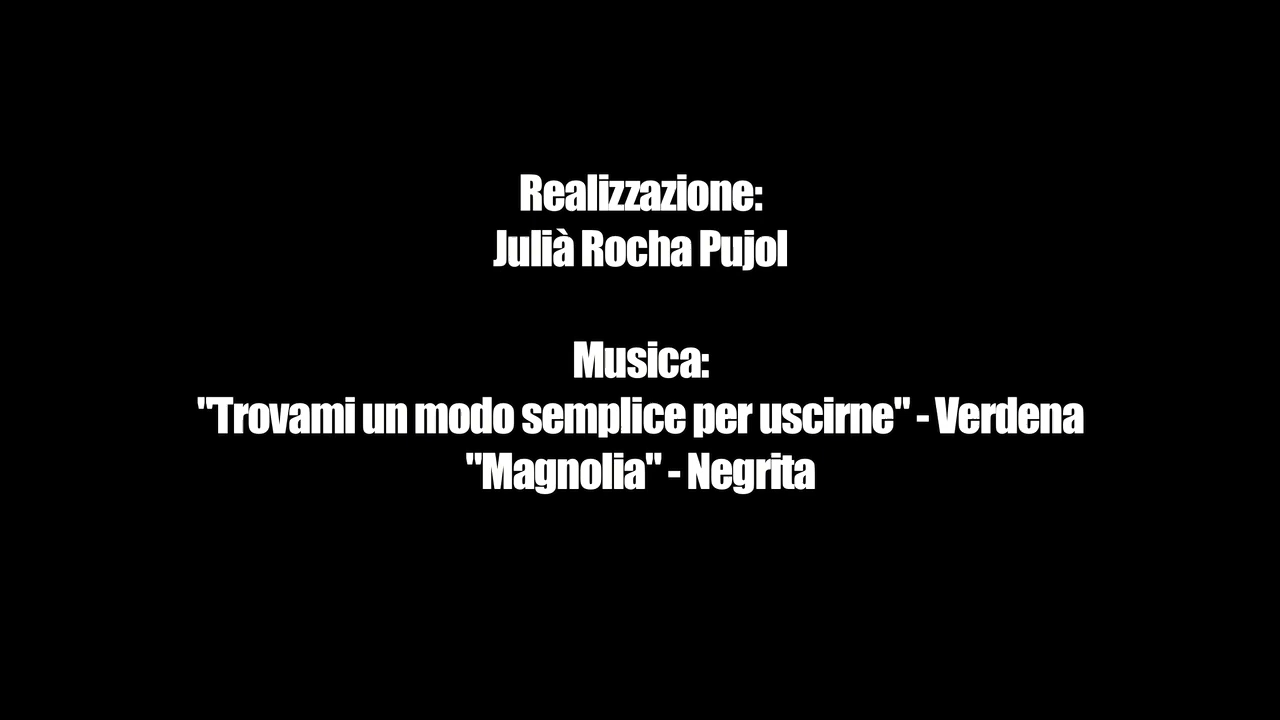 Realizzazione:
Julià Rocha Pujol
Musica:
"Trovami un modo semplice per uscirne" - Verdena
"Magnolia" - Negrita